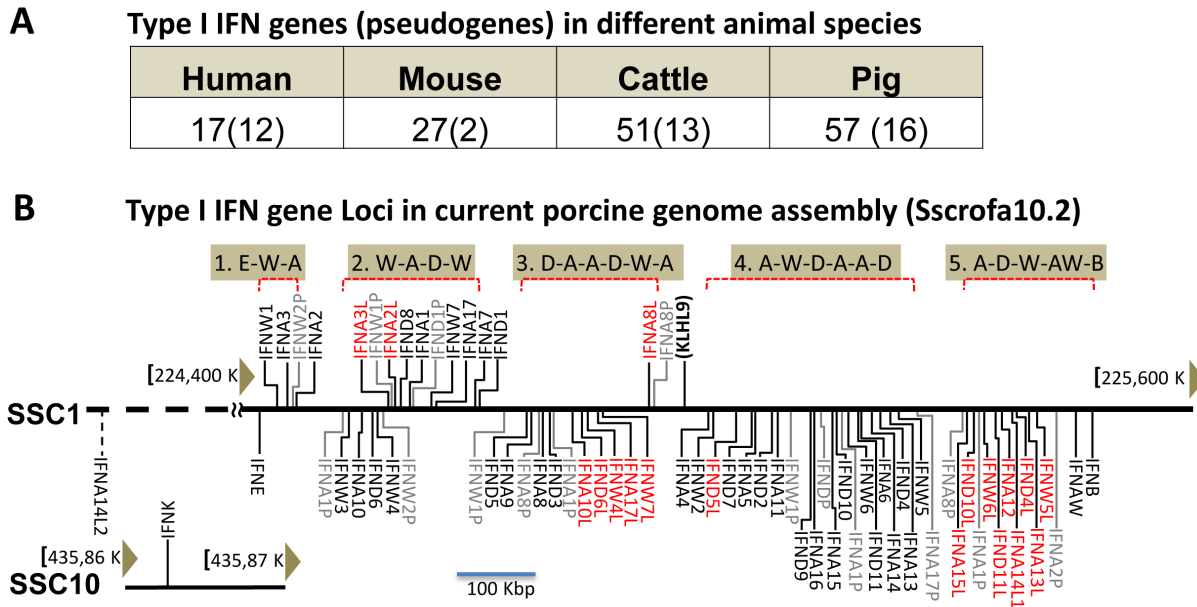 A Type I IFN genes (pseudogenes) in different animal species
Human Mouse Cattle Pig
17(12) 27(2) 51(13) 57 (16)
B Type I IFN gene Loci in current porcine genome assembly (Sscrofa10.2)
1. E-W-A 2. W-A-D-W 3. D-A-A-D-W-A 4. A-W-D-A-A-D 5. A-D-W-AW-B
IFNW1
IFNA3
IFNW2P
IFNA2
IFNA3L
IFNW1P
IFNA2L
IFND8
IFNA1
IFND1P
IFNW7
IFNA17
IFNA7
IFND1
IFNA8L
IFNA8P
(KLHL9)
[224,400 K
[225,600 K
SSC1
IFNA14L2
IFNE
IFNA1P
IFNW3
IFNA10
IFND6
IFNW4
IFNW2P
IFNW1P
IFND5
IFNA9
IFNA8P
IFNA8
IFND3
IFNA1P
IFNA10L
IFND6L
IFNW4L
IFNA17L
IFNW7L
IFNA4
IFNW2
IFND5L
IFND7
IFNA5
IFND2
IFNA11
IFNW1P
IFND9
IFNA16
IFNDP
IFNA15
IFND10
IFNA1P
IFNW6
IFND11
IFNA6
IFNA14
IFND4
IFNA13
IFNW5
IFNA17P
IFNA8P
IFNA15L
IFND10L
IFNA1P
IFNW6L
IFND11L
IFNA12
IFNA14L1
IFND4L
IFNA13L
IFNW5L
IFNA2P
IFNAW
IFNB
IFNK
[435,86 K
[435,87 K
SSC10
100 Kbp